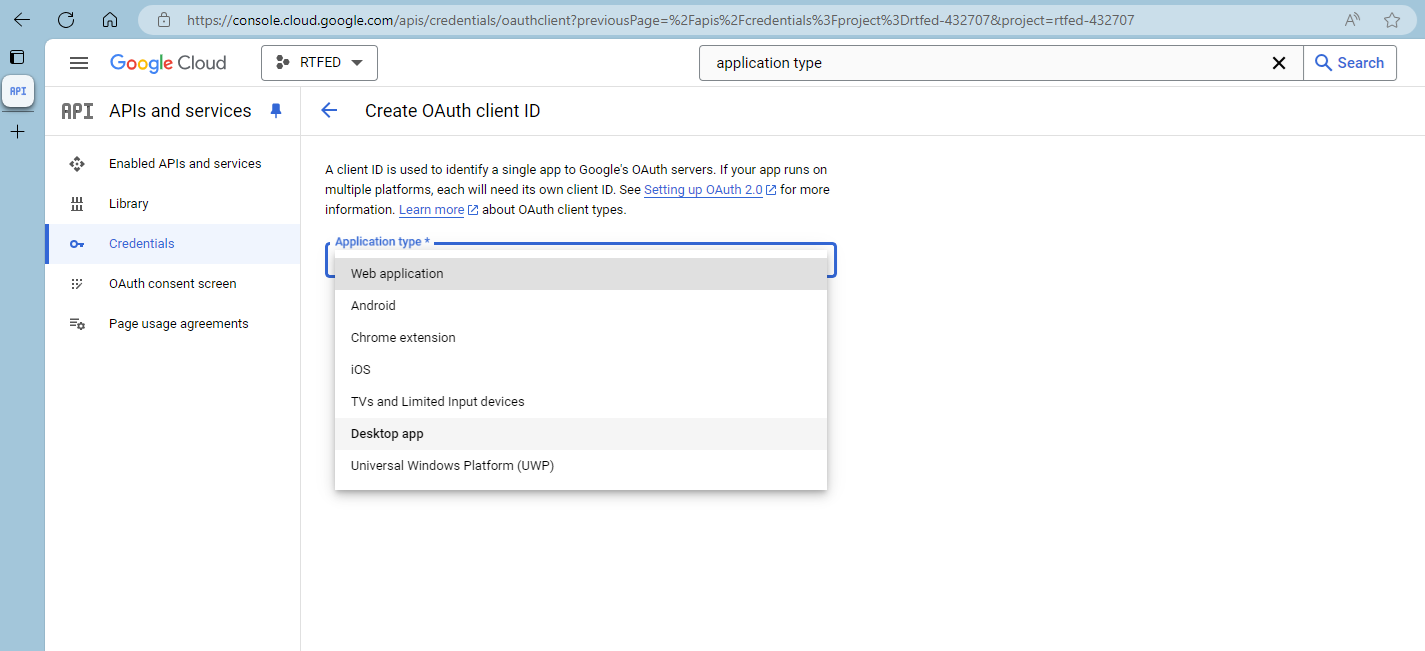 https://console.cloud.google.com/apis/credentials/oauthclient?previousPage=%2Fapis%2Fcredentials%3Fproject%3Drtfed-432707&project=rtfed-432707
API
Google Cloud
RTFED
application type
Search
API
APIs and services
Create OAuth client ID
Enabled APIs and services
Library
Credentials
OAuth consent screen
Page usage agreements
A client ID is used to identify a single app to Google's OAuth servers. If your app runs on
multiple platforms, each will need its own client ID. See Setting up OAuth 2.0 for more
information. Learn more about OAuth client types.
Application type *
Web application
Android
Chrome extension
iOS
TVs and Limited Input devices
Desktop app
Universal Windows Platform (UWP)